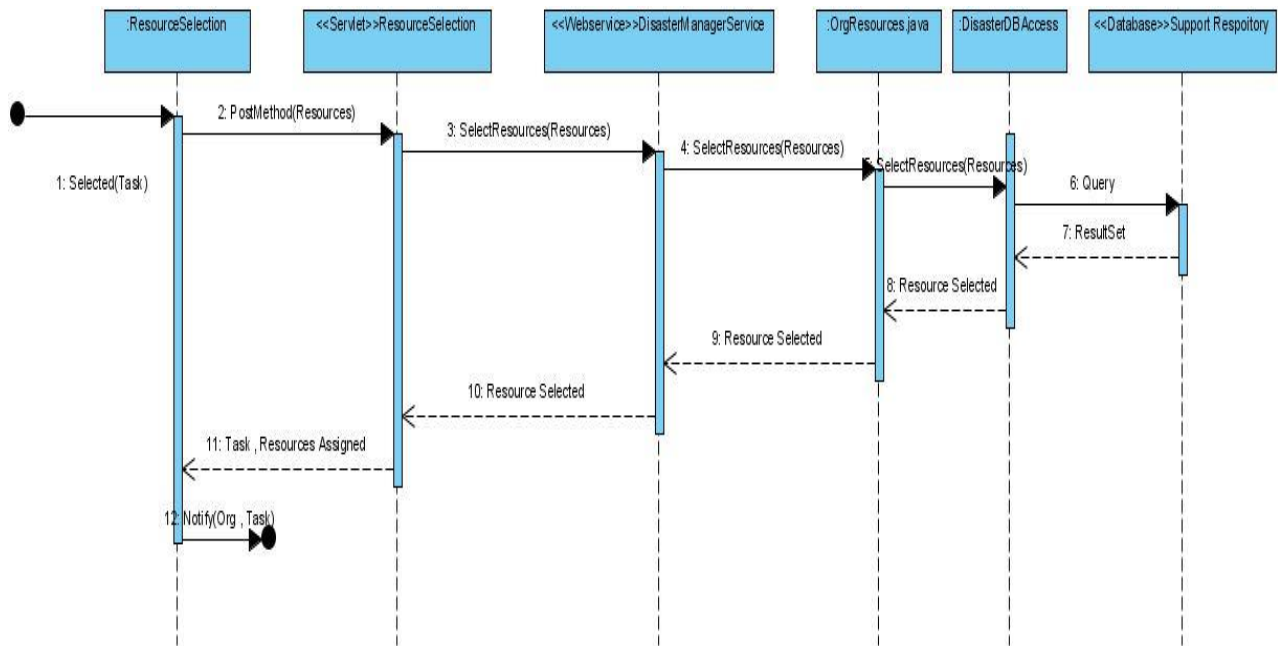 :ResourceSelection
<<Servlet>>ResourceSelection
<<Webservice>>DisasterManagerService
:OrgResources.java
:DisasterDBAccess
<<Database>>Support Respoitory
2: PostMethod(Resources)
3: SelectResources(Resources)
4: SelectResources(Resources)
5: SelectResources(Resources)
1: Selected(Task)
6: Query
7: ResultSet
8: Resource Selected
9: Resource Selected
10: Resource Selected
11: Task , Resources Assigned
12: Notify(Org , Task)